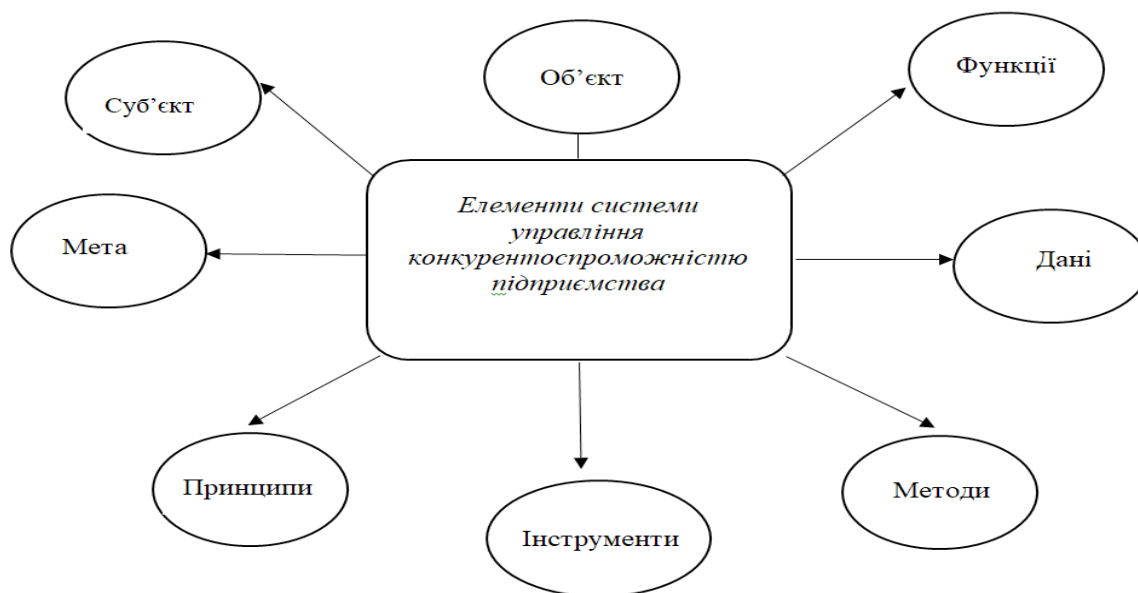 Суб’єкт
Об’єкт
Функції
Мета
Елементи системи
управління
конкурентоспроможністю
підприємства
Дані
Принципи
Інструменти
Методи